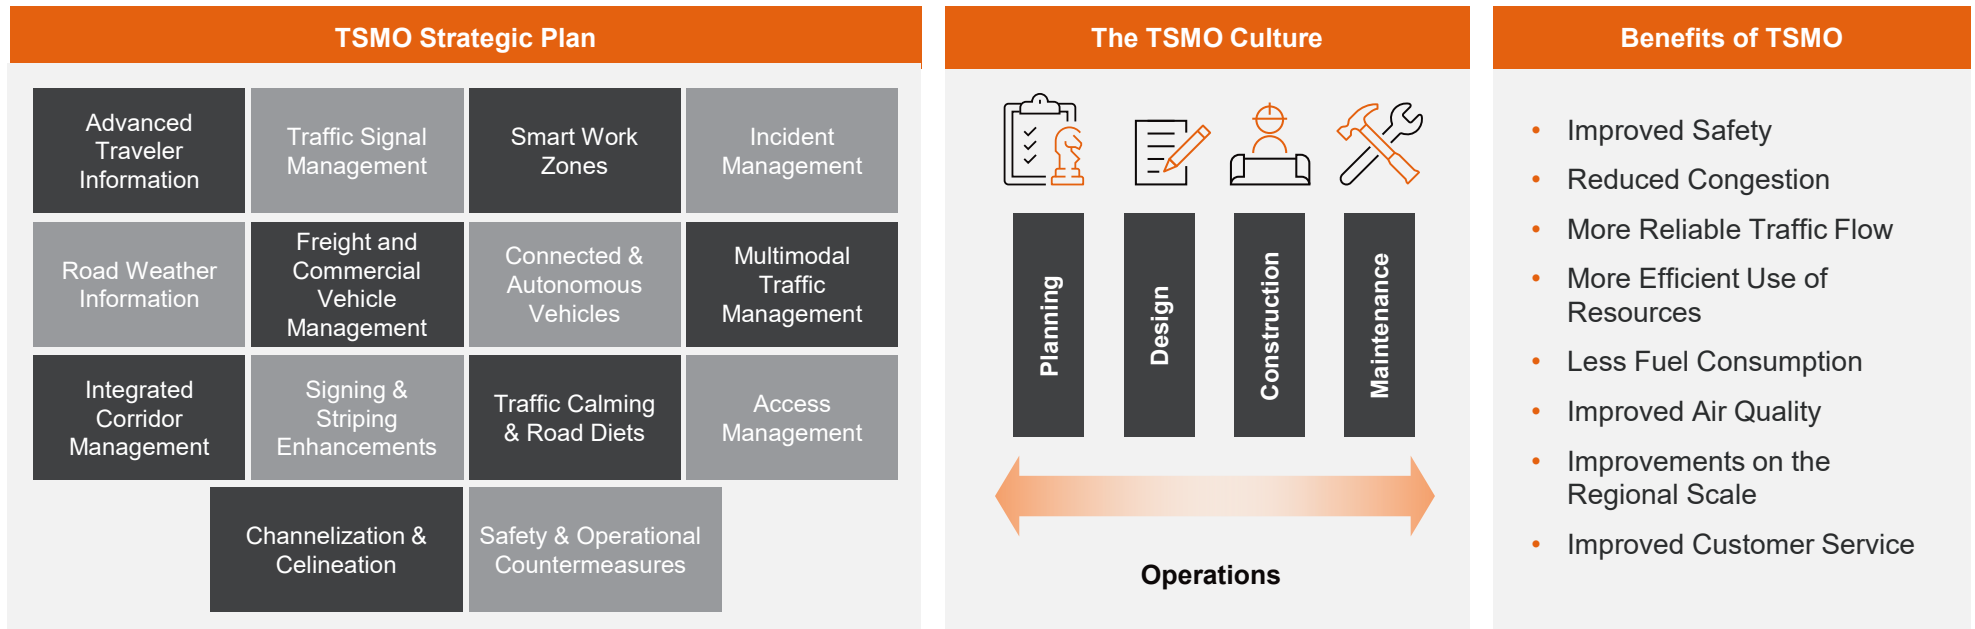 TSMO Strategic Plan
Advanced
Traveler
Information
Traffic Signal
Management
Smart Work
Zones
Incident
Management
Road Weather
Information
Freight and
Commercial
Vehicle
Management
Connected &
Autonomous
Vehicles
Multimodal
Traffic
Management
Integrated
Corridor
Management
Signing &
Striping
Enhancements
Traffic Calming
& Road Diets
Access
Management
Channelization &
Celineation
Safety & Operational
Countermeasures
The TSMO Culture
Planning
Design
Construction
Maintenance
Operations
Benefits of TSMO
• Improved Safety
• Reduced Congestion
• More Reliable Traffic Flow
• More Efficient Use of
Resources
• Less Fuel Consumption
• Improved Air Quality
• Improvements on the
Regional Scale
• Improved Customer Service